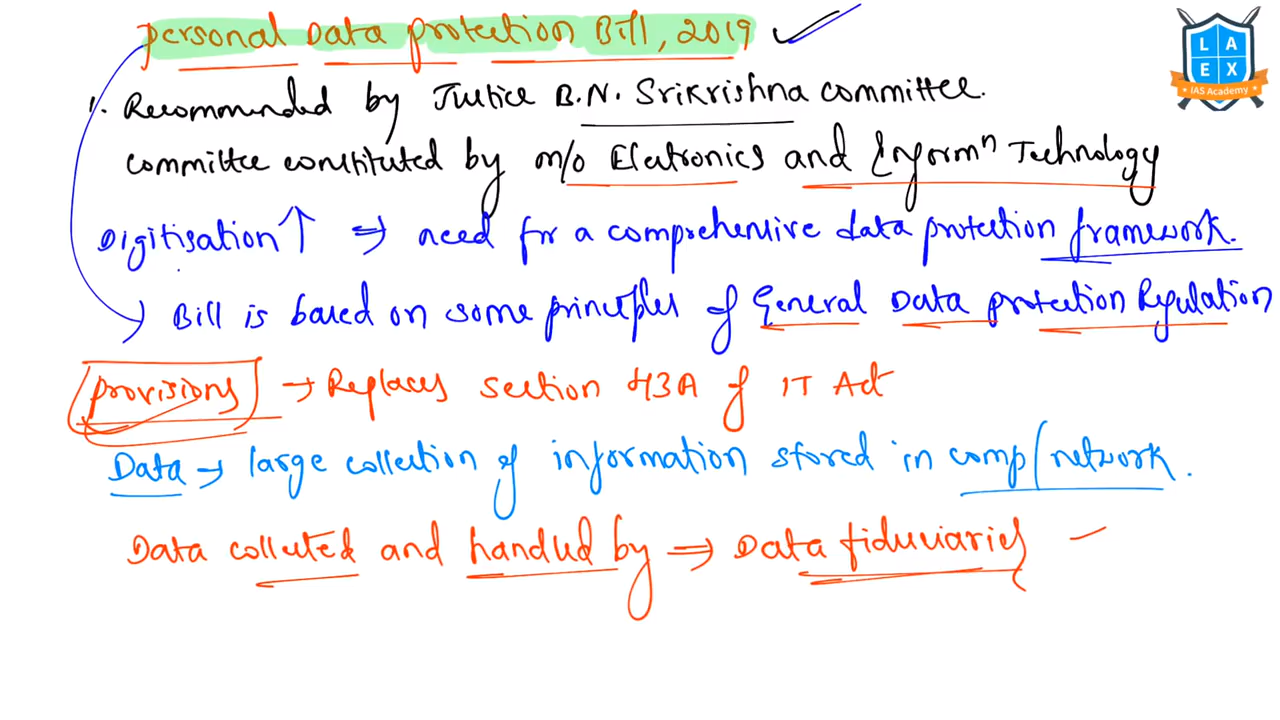 Personal Data Protection Bill, 2019 ✓
LAEX
IAS Academy
1. Recommended by Justice B.N. Srikrishna committee.
committee constituted by m/o Electronics and Informⁿ Technology
Digitisation ↑ ⇒ need for a comprehensive data protection framework.
→ Bill is based on some principles of General Data protection Regulation
provisions → Replaces section 43A of IT Act
Data → large collection of information stored in comp/network.
Data collected and handled by ⇒ Data fiduciaries –